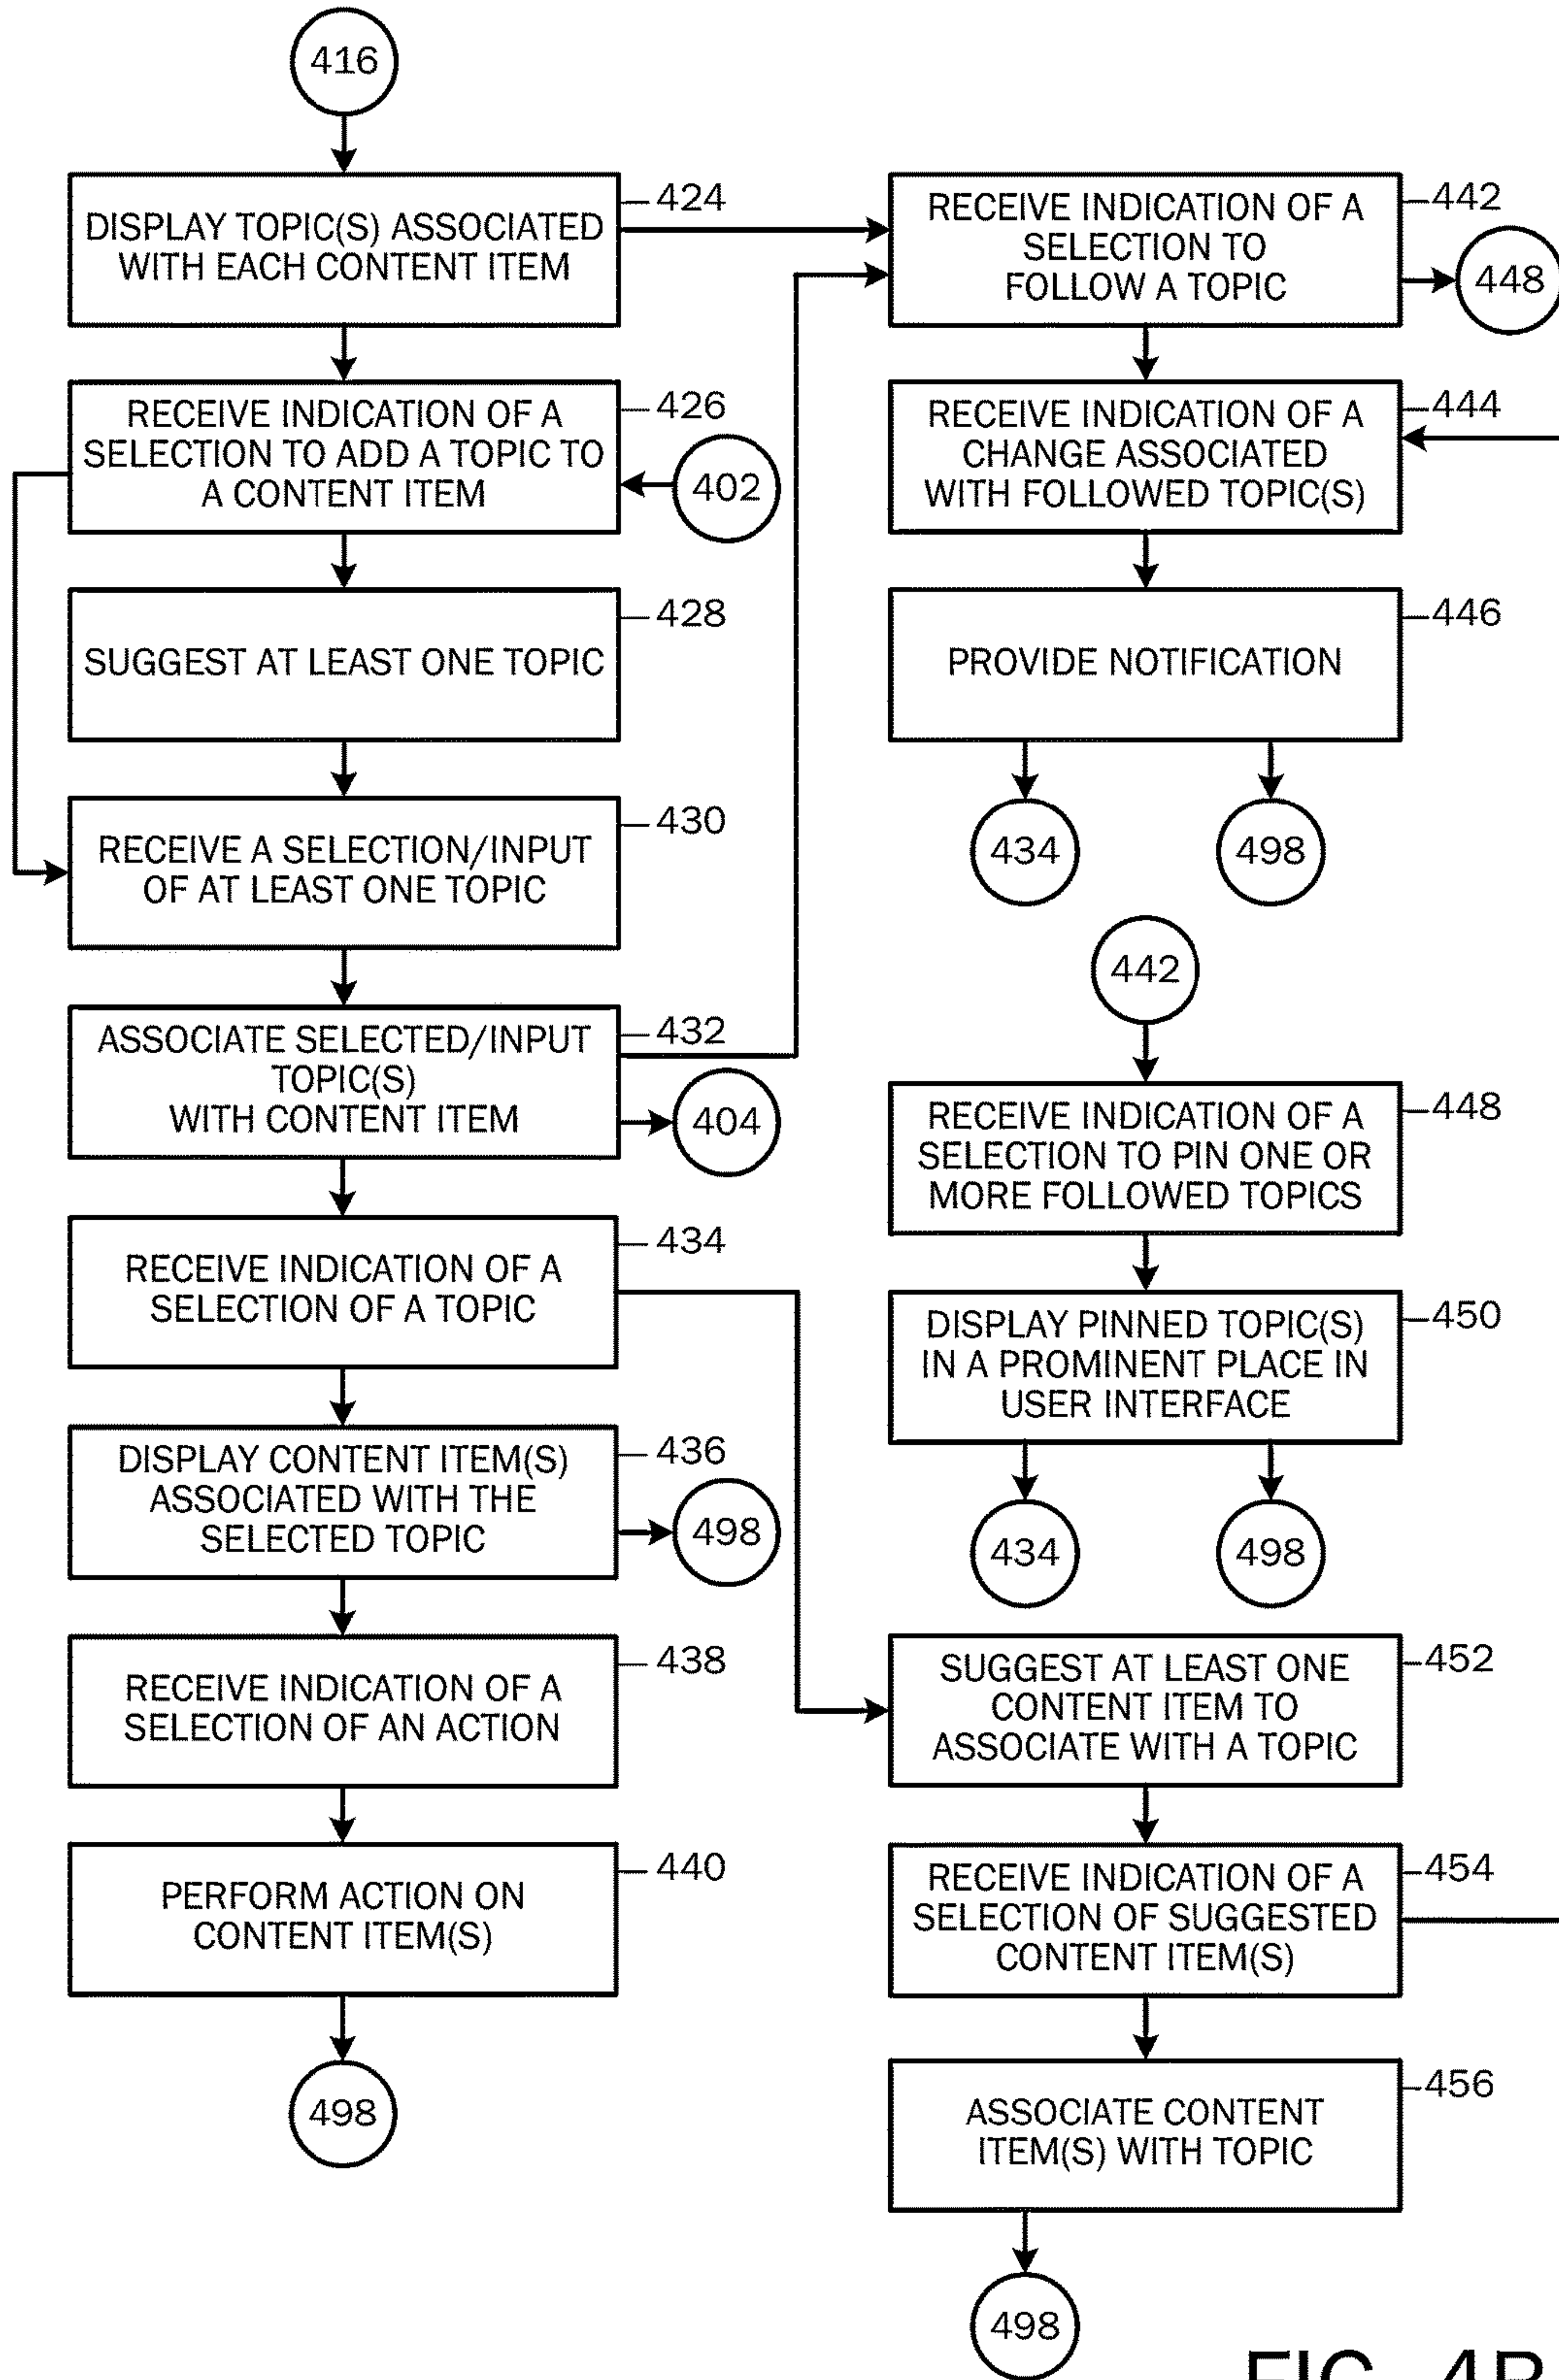 416
DISPLAY TOPIC(S) ASSOCIATED
WITH EACH CONTENT ITEM
424
RECEIVE INDICATION OF A
SELECTION TO ADD A TOPIC TO
A CONTENT ITEM
426
402
SUGGEST AT LEAST ONE TOPIC
428
RECEIVE A SELECTION/INPUT
OF AT LEAST ONE TOPIC
430
ASSOCIATE SELECTED/INPUT
TOPIC(S)
WITH CONTENT ITEM
432
404
RECEIVE INDICATION OF A
SELECTION OF A TOPIC
434
DISPLAY CONTENT ITEM(S)
ASSOCIATED WITH THE
SELECTED TOPIC
436
498
RECEIVE INDICATION OF A
SELECTION OF AN ACTION
438
PERFORM ACTION ON
CONTENT ITEM(S)
440
498
RECEIVE INDICATION OF A
SELECTION TO
FOLLOW A TOPIC
442
448
RECEIVE INDICATION OF A
CHANGE ASSOCIATED
WITH FOLLOWED TOPIC(S)
444
PROVIDE NOTIFICATION
446
434
498
442
RECEIVE INDICATION OF A
SELECTION TO PIN ONE OR
MORE FOLLOWED TOPICS
448
DISPLAY PINNED TOPIC(S)
IN A PROMINENT PLACE IN
USER INTERFACE
450
434
498
SUGGEST AT LEAST ONE
CONTENT ITEM TO
ASSOCIATE WITH A TOPIC
452
RECEIVE INDICATION OF A
SELECTION OF SUGGESTED
CONTENT ITEM(S)
454
ASSOCIATE CONTENT
ITEM(S) WITH TOPIC
456
498
FIG. 4B